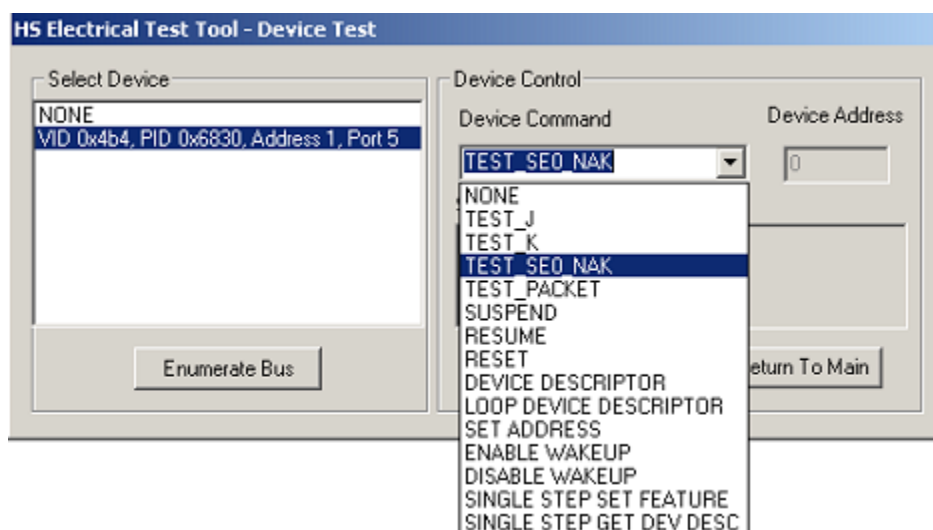 HS Electrical Test Tool - Device Test
Select Device
NONE
VID 0x4b4, PID 0x6830, Address 1, Port 5
Enumerate Bus
Device Control
Device Command
Device Address
TEST_SE0_NAK
0
NONE
TEST_J
TEST_K
TEST_SE0_NAK
TEST_PACKET
SUSPEND
RESUME
RESET
DEVICE DESCRIPTOR
LOOP DEVICE DESCRIPTOR
SET ADDRESS
ENABLE WAKEUP
DISABLE WAKEUP
SINGLE STEP SET FEATURE
SINGLE STEP GET DEV DESC
eturn To Main